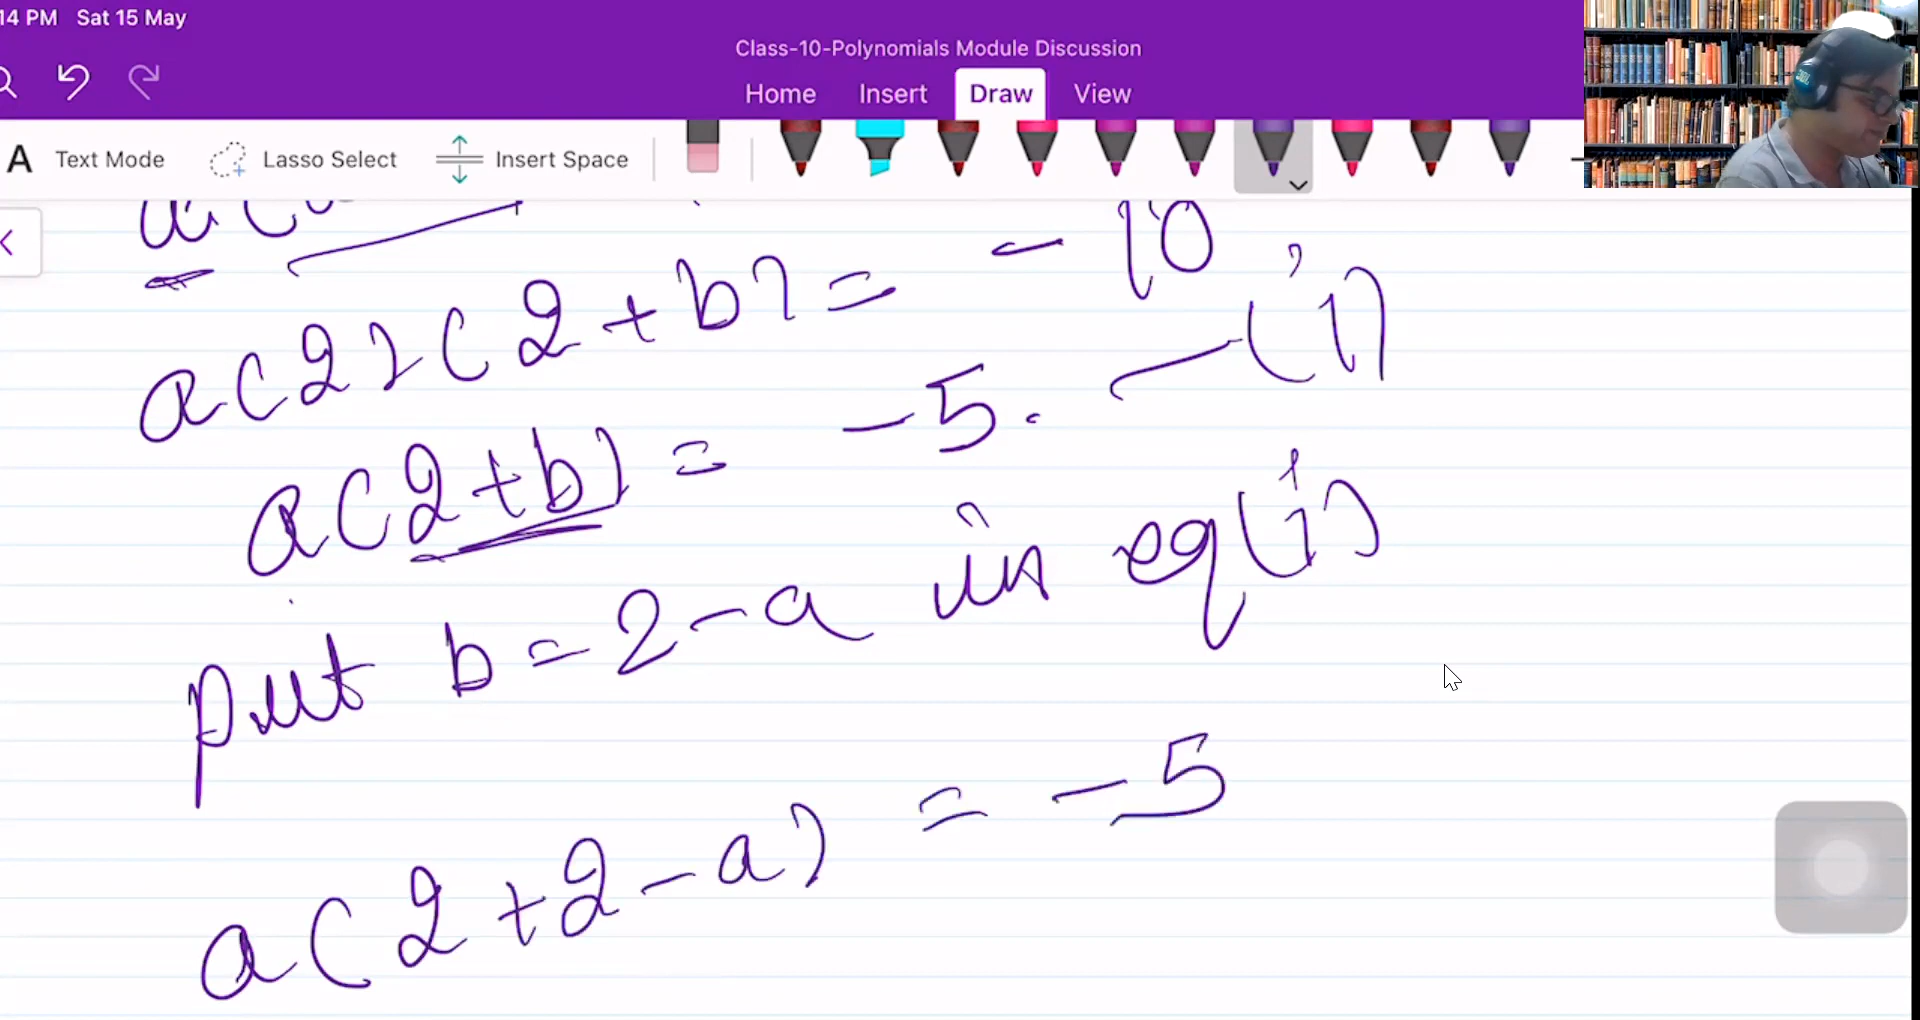 14 PM Sat 15 May
Class-10-Polynomials Module Discussion
Home Insert Draw View
A Text Mode Lasso Select Insert Space
a(2)(2+b) = -10,
a(2+b) = -5. (1)
put b=2-a in eq(1)
a(2+2-a) = -5